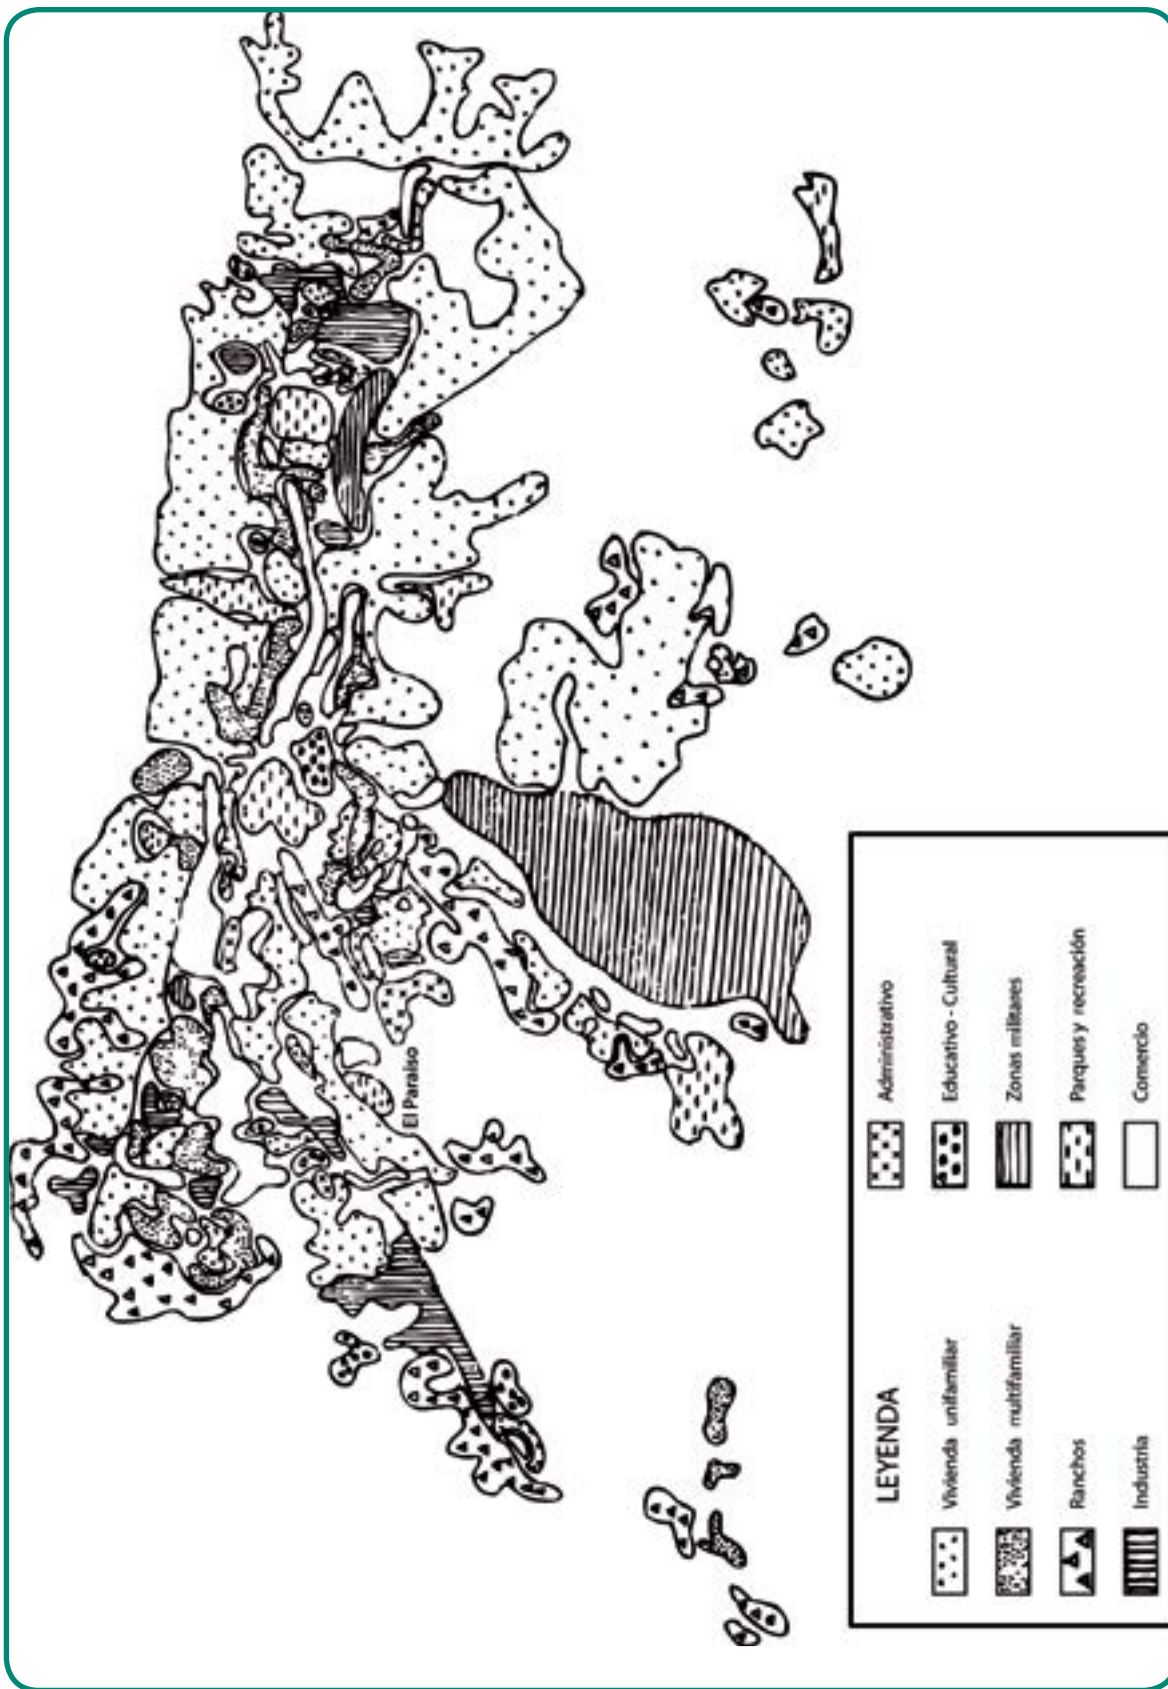 El Paraíso
LEYENDA
Vivienda unifamiliar
Vivienda multifamiliar
Ranchos
Industria
Administrativo
Educativo - Cultural
Zonas militares
Parques y recreación
Comercio